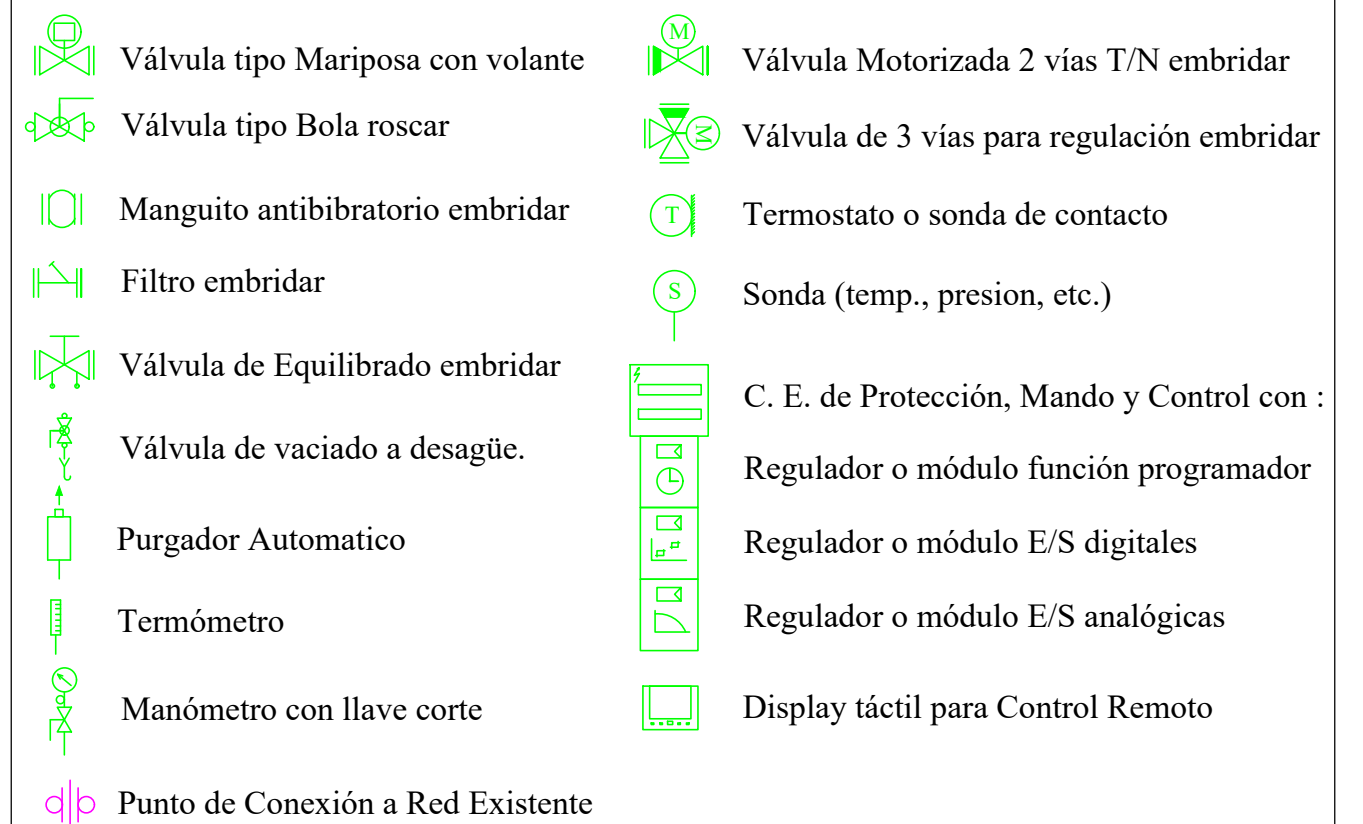 Válvula tipo Mariposa con volante
Válvula tipo Bola roscar
Manguito antibibratorio embridar
Filtro embridar
Válvula de Equilibrado embridar
Válvula de vaciado a desagüe.
Purgador Automatico
Termómetro
Manómetro con llave corte
Punto de Conexión a Red Existente
M
Válvula Motorizada 2 vías T/N embridar
M
Válvula de 3 vías para regulación embridar
T
Termostato o sonda de contacto
S
Sonda (temp., presion, etc.)
C. E. de Protección, Mando y Control con :
Regulador o módulo función programador
Regulador o módulo E/S digitales
Regulador o módulo E/S analógicas
Display táctil para Control Remoto